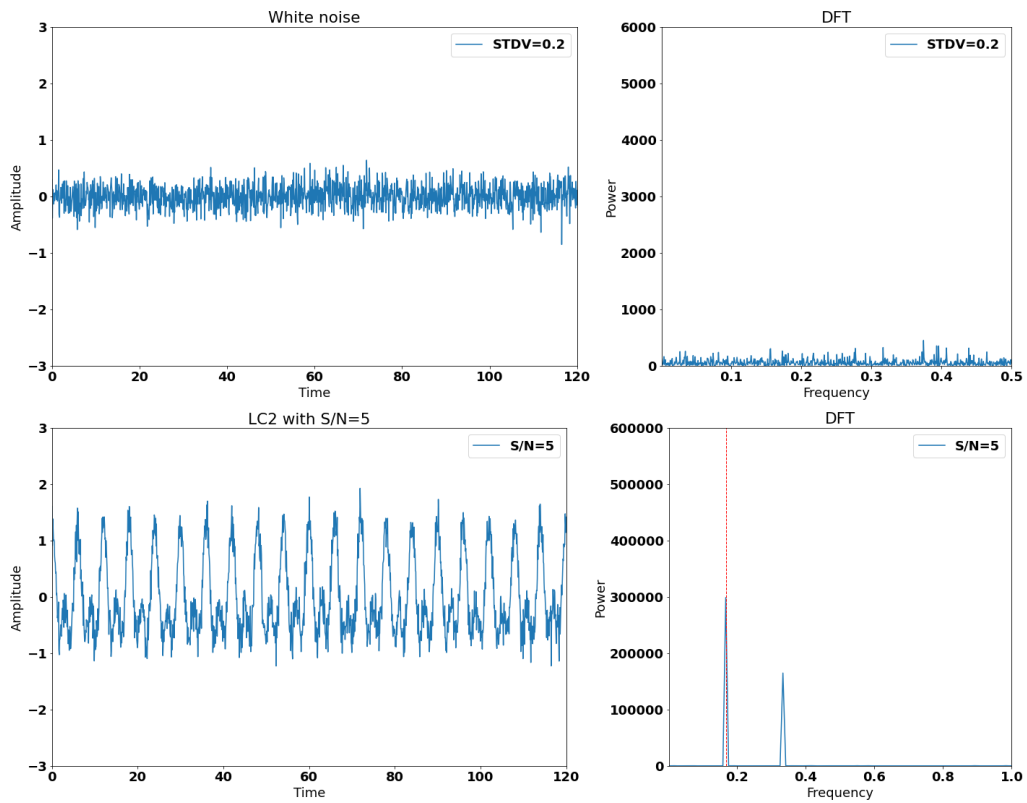 White noise
STDV=0.2
Amplitude
3
2
1
0
−1
−2
−3
0 20 40 60 80 100 120
Time
DFT
STDV=0.2
Power
6000
5000
4000
3000
2000
1000
0
0.1 0.2 0.3 0.4 0.5
Frequency
LC2 with S/N=5
S/N=5
Amplitude
3
2
1
0
−1
−2
−3
0 20 40 60 80 100 120
Time
DFT
S/N=5
Power
600000
500000
400000
300000
200000
100000
0
0.2 0.4 0.6 0.8 1.0
Frequency